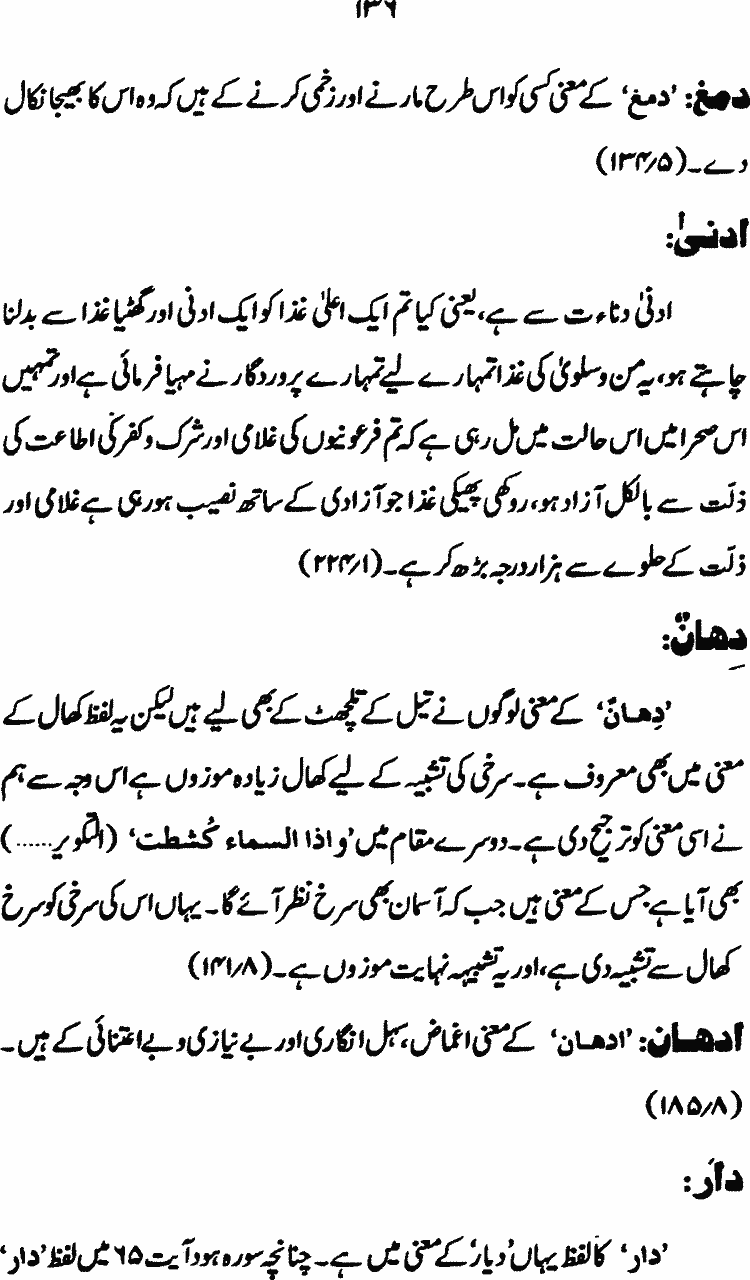 ۱۳۶
دمغ: ’دمغ‘ کے معنی کسی کو اس طرح مارنے اور زخمی کرنے کے ہیں کہ وہ اس کا بھیجا نکال
دے۔ (۱۳۴/۵)
ادنیٰ:
ادنیٰ دناءت سے ہے، یعنی کیا تم ایک اعلیٰ غذا کو ایک ادنی اور گھٹیا غذا سے بدلنا
چاہتے ہو، یہ من وسلویٰ کی غذا تمہارے لیے تمہارے پروردگار نے مہیا فرمائی ہے اور تمہیں
اس صحرا میں اس حالت میں مل رہی ہے کہ تم فرعونیوں کی غلامی اور شرک و کفر کی اطاعت کی
ذلّت سے بالکل آزاد ہو، روکھی پھیکی غذا جو آزادی کے ساتھ نصیب ہو رہی ہے غلامی اور
ذلّت کے حلوے سے ہزار درجہ بڑھ کر ہے۔ (۲۲۴/۱)
دِھانٌ:
’دِھانٌ‘ کے معنی لوگوں نے تیل کے تلچھٹ کے بھی لیے ہیں لیکن یہ لفظ کھال کے
معنی میں بھی معروف ہے۔ سرخی کی تشبیہ کے لیے کھال زیادہ موزوں ہے اس وجہ سے ہم
نے اسی معنی کو ترجیح دی ہے۔ دوسرے مقام میں ’و اذا السماء کُشطت‘ (التکویر......)
بھی آیا ہے جس کے معنی ہیں جب کہ آسمان بھی سرخ نظر آئے گا۔ یہاں اس کی سرخی کو سرخ
کھال سے تشبیہ دی ہے، اور یہ تشبیہہ نہایت موزوں ہے۔ (۱۴۱/۸)
ادھان: ’ادھان‘ کے معنی اغماض، سہل انگاری اور بے نیازی و بے اعتنائی کے ہیں۔
(۱۸۵/۸)
دار:
’دار‘ کا لفظ یہاں ’دیار‘ کے معنی میں ہے۔ چنانچہ سورہ ہود آیت ۶۵ میں لفظ ’دار‘